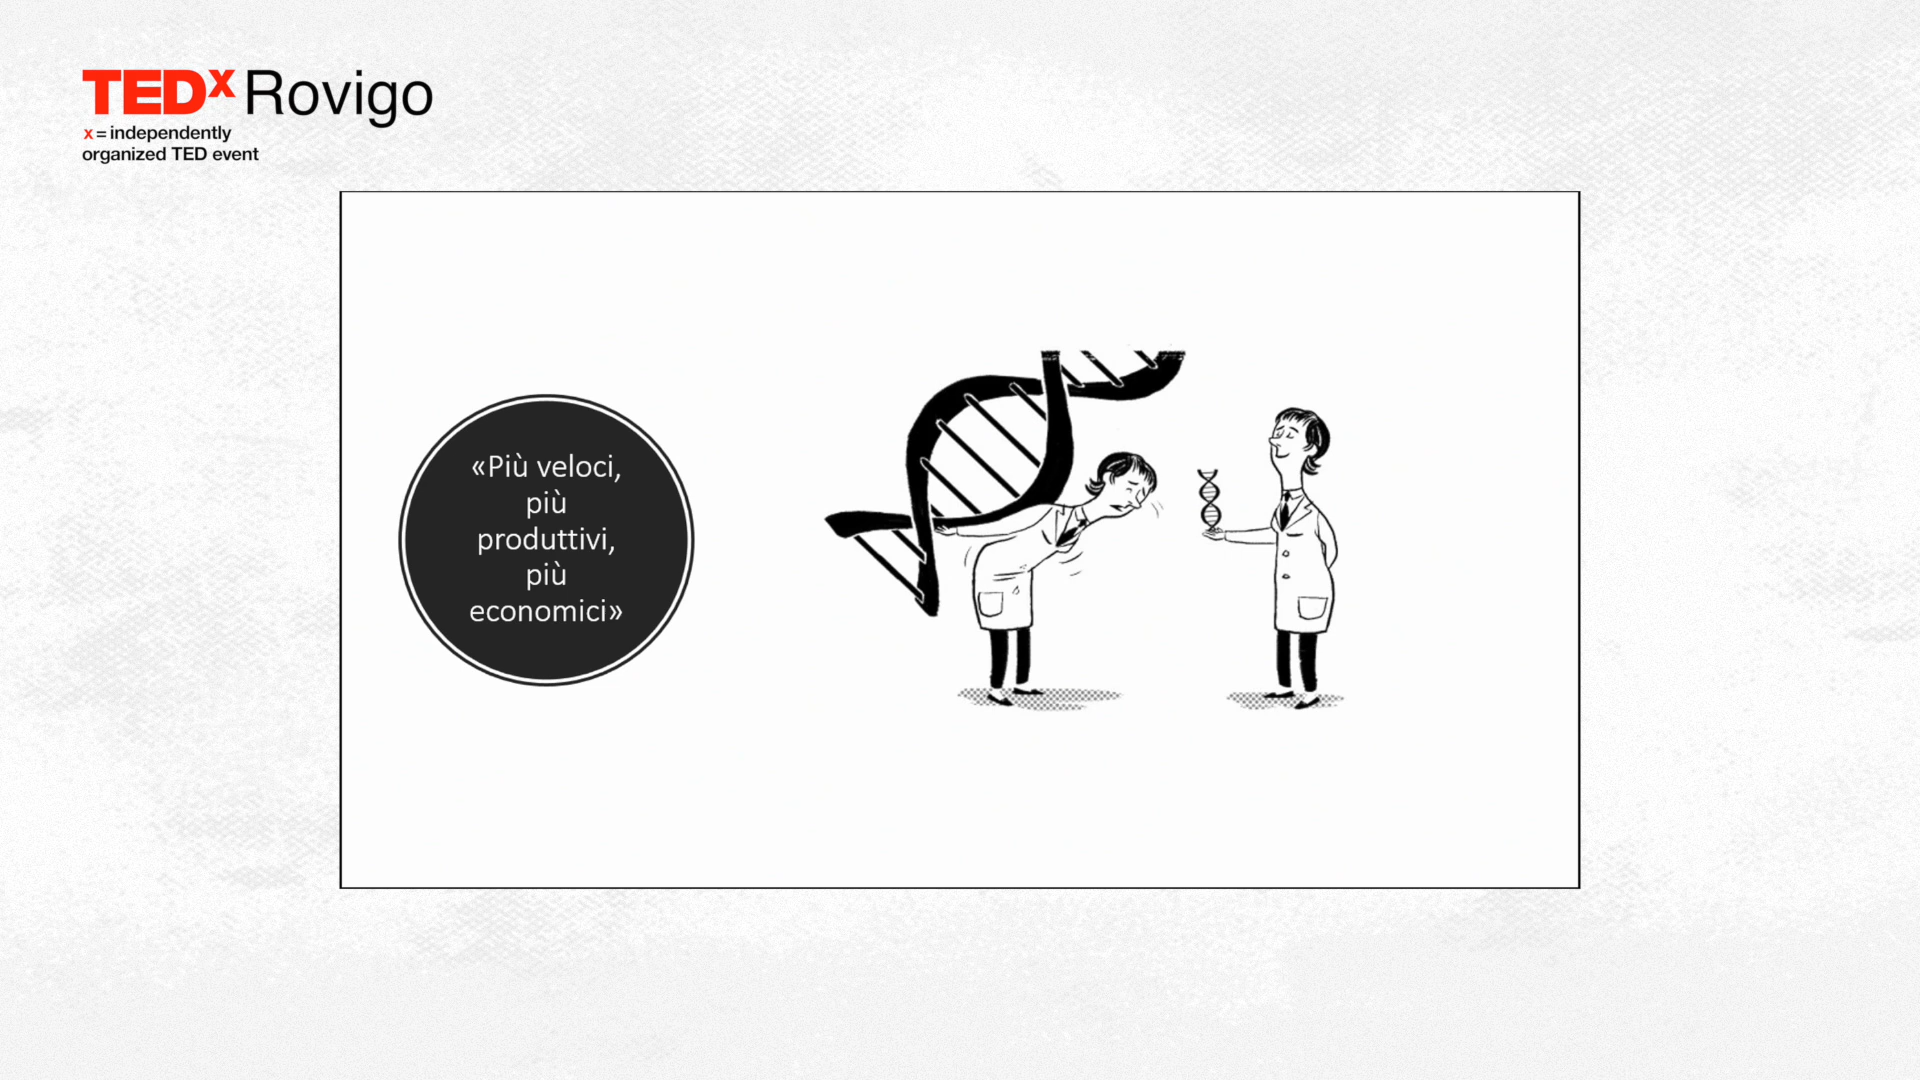 TEDx Rovigo
x = independently
organized TED event
«Più veloci,
più
produttivi,
più
economici»